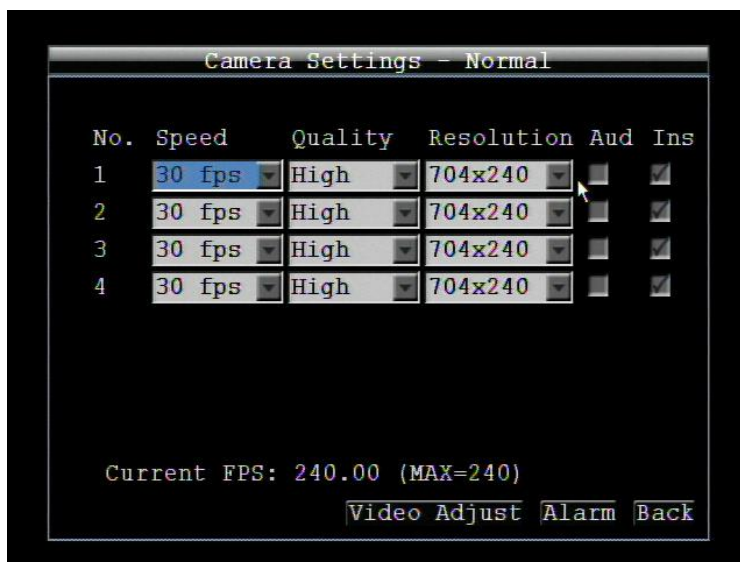 Camera Settings - Normal
No. Speed Quality Resolution Aud Ins
1 30 fps High 704x240
2 30 fps High 704x240
3 30 fps High 704x240
4 30 fps High 704x240
Current FPS: 240.00 (MAX=240)
Video Adjust Alarm Back